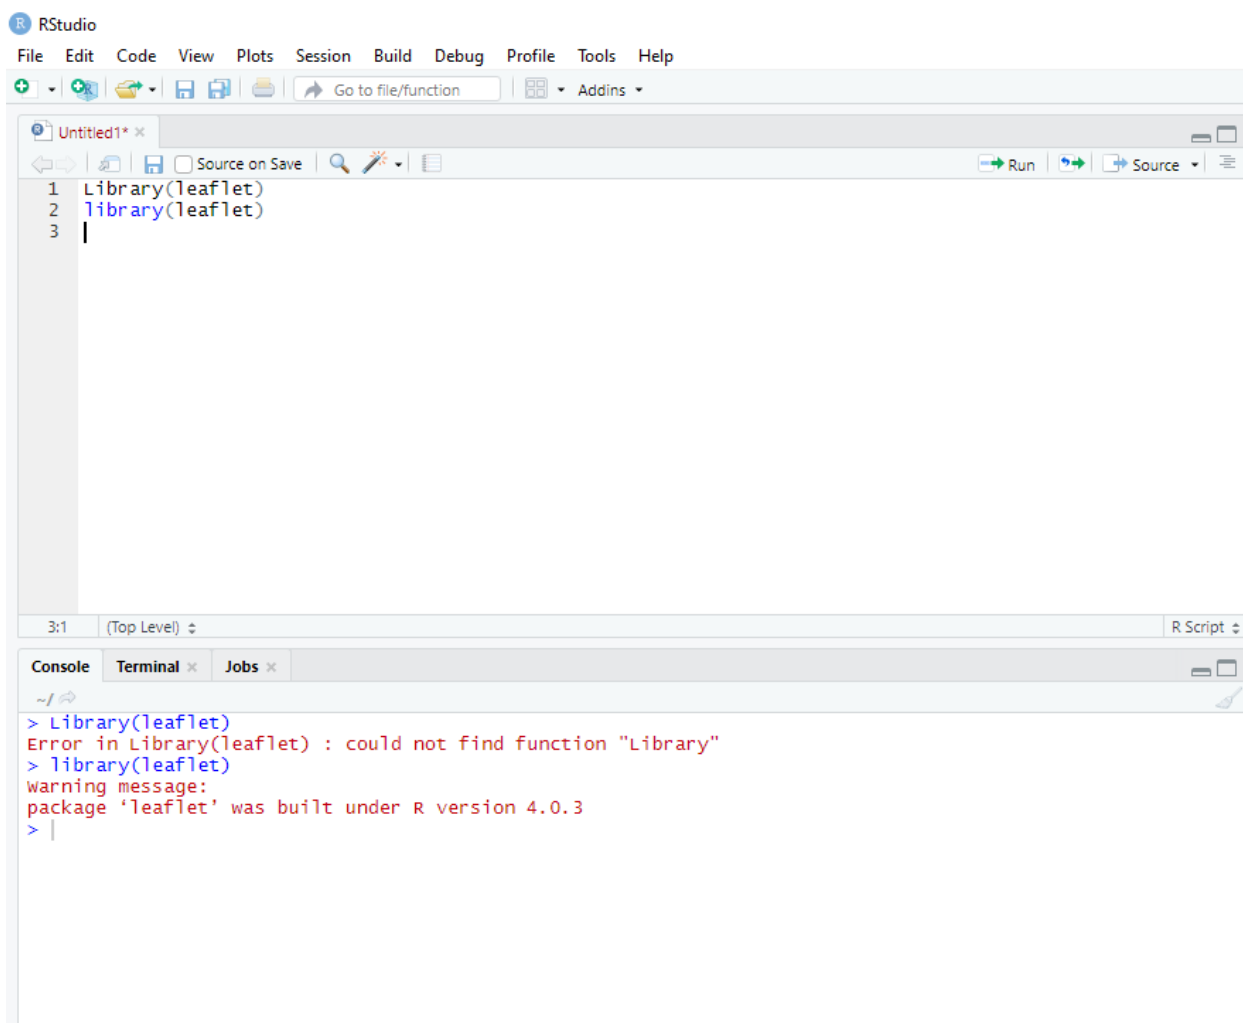 RStudio
File Edit Code View Plots Session Build Debug Profile Tools Help
Go to file/function Addins
Untitled1*
Source on Save Run Source
1 Library(leaflet)
2 library(leaflet)
3
3:1 (Top Level) R Script
Console Terminal Jobs
~/
> Library(leaflet)
Error in Library(leaflet) : could not find function "Library"
> library(leaflet)
Warning message:
package ‘leaflet’ was built under R version 4.0.3
>